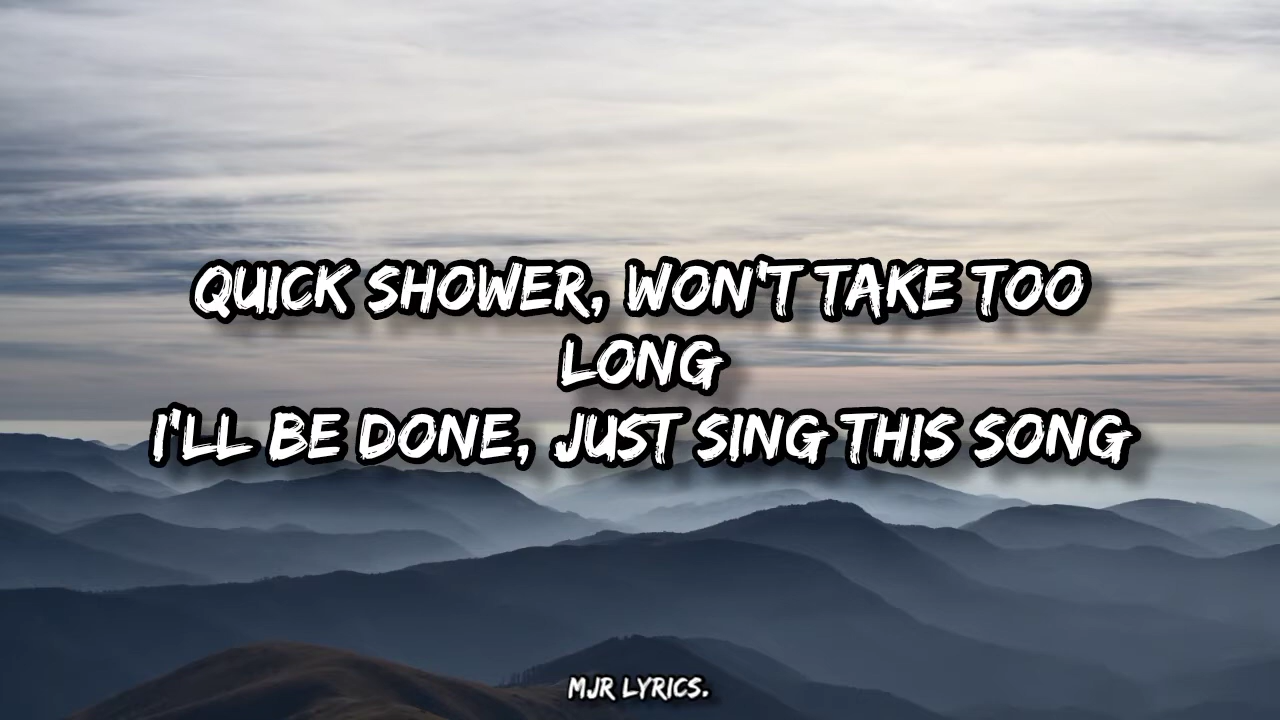 QUICK SHOWER, WON'T TAKE TOO
LONG
I'LL BE DONE, JUST SING THIS SONG
MJR LYRICS.